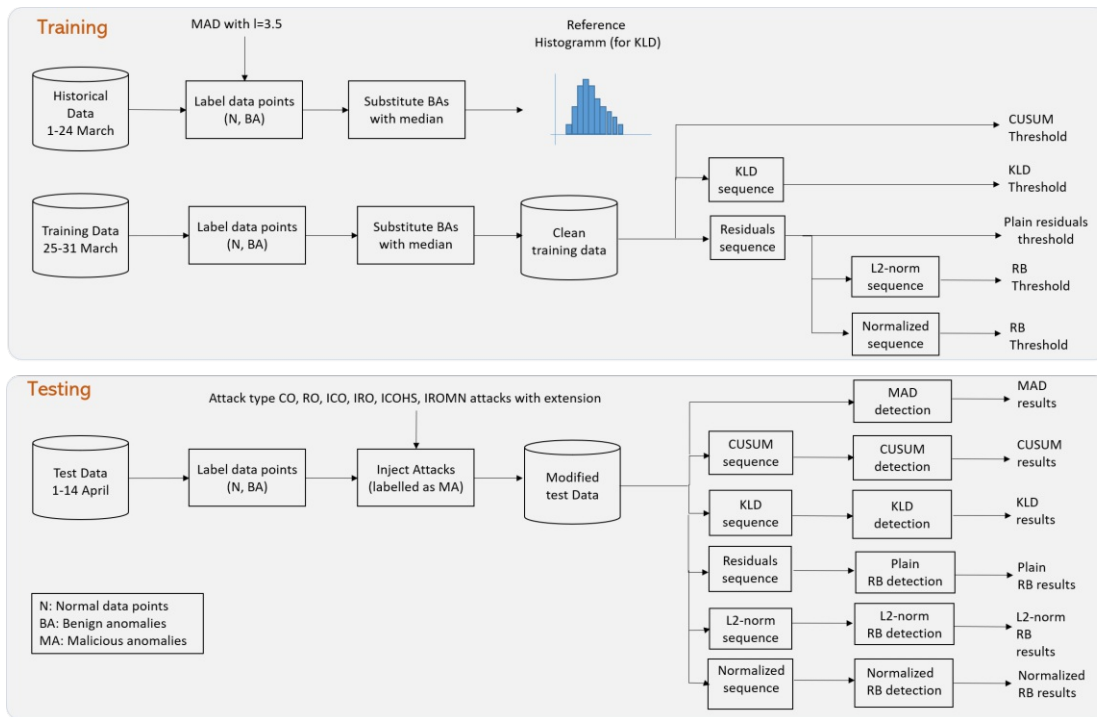 Training
MAD with l=3.5
Reference
Histogramm (for KLD)
Historical
Data
1-24 March
Label data points
(N, BA)
Substitute BAs
with median
CUSUM
Threshold
KLD
sequence
KLD
Threshold
Training Data
25-31 March
Label data points
(N, BA)
Substitute BAs
with median
Clean
training data
Residuals
sequence
Plain residuals
threshold
L2-norm
sequence
RB
Threshold
Normalized
sequence
RB
Threshold
Testing
Attack type CO, RO, ICO, IRO, ICOHS, IROMN attacks with extension
MAD
detection
MAD
results
Test Data
1-14 April
Label data points
(N, BA)
Inject Attacks
(labelled as MA)
Modified
test Data
CUSUM
sequence
CUSUM
detection
CUSUM
results
KLD
sequence
KLD
detection
KLD
results
Residuals
sequence
Plain
RB detection
Plain
RB results
L2-norm
sequence
L2-norm
RB detection
L2-norm
RB
results
Normalized
sequence
Normalized
RB detection
Normalized
RB results
N: Normal data points
BA: Benign anomalies
MA: Malicious anomalies